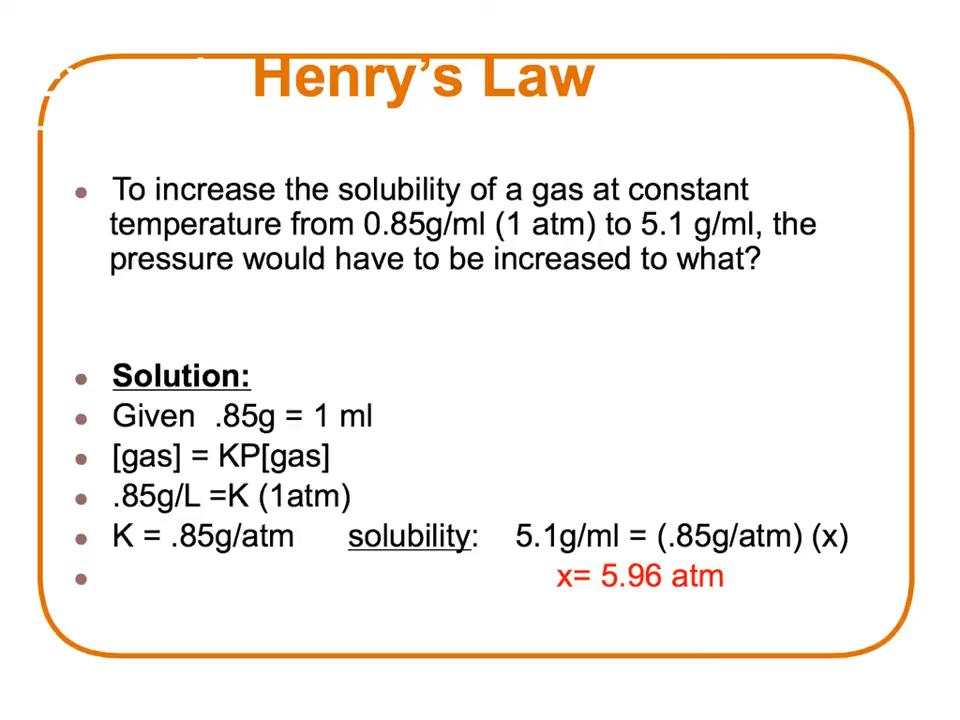 Henry’s Law
• To increase the solubility of a gas at constant
temperature from 0.85g/ml (1 atm) to 5.1 g/ml, the
pressure would have to be increased to what?
• Solution:
• Given .85g = 1 ml
• [gas] = KP[gas]
• .85g/L =K (1atm)
• K = .85g/atm solubility: 5.1g/ml = (.85g/atm) (x)
• x= 5.96 atm